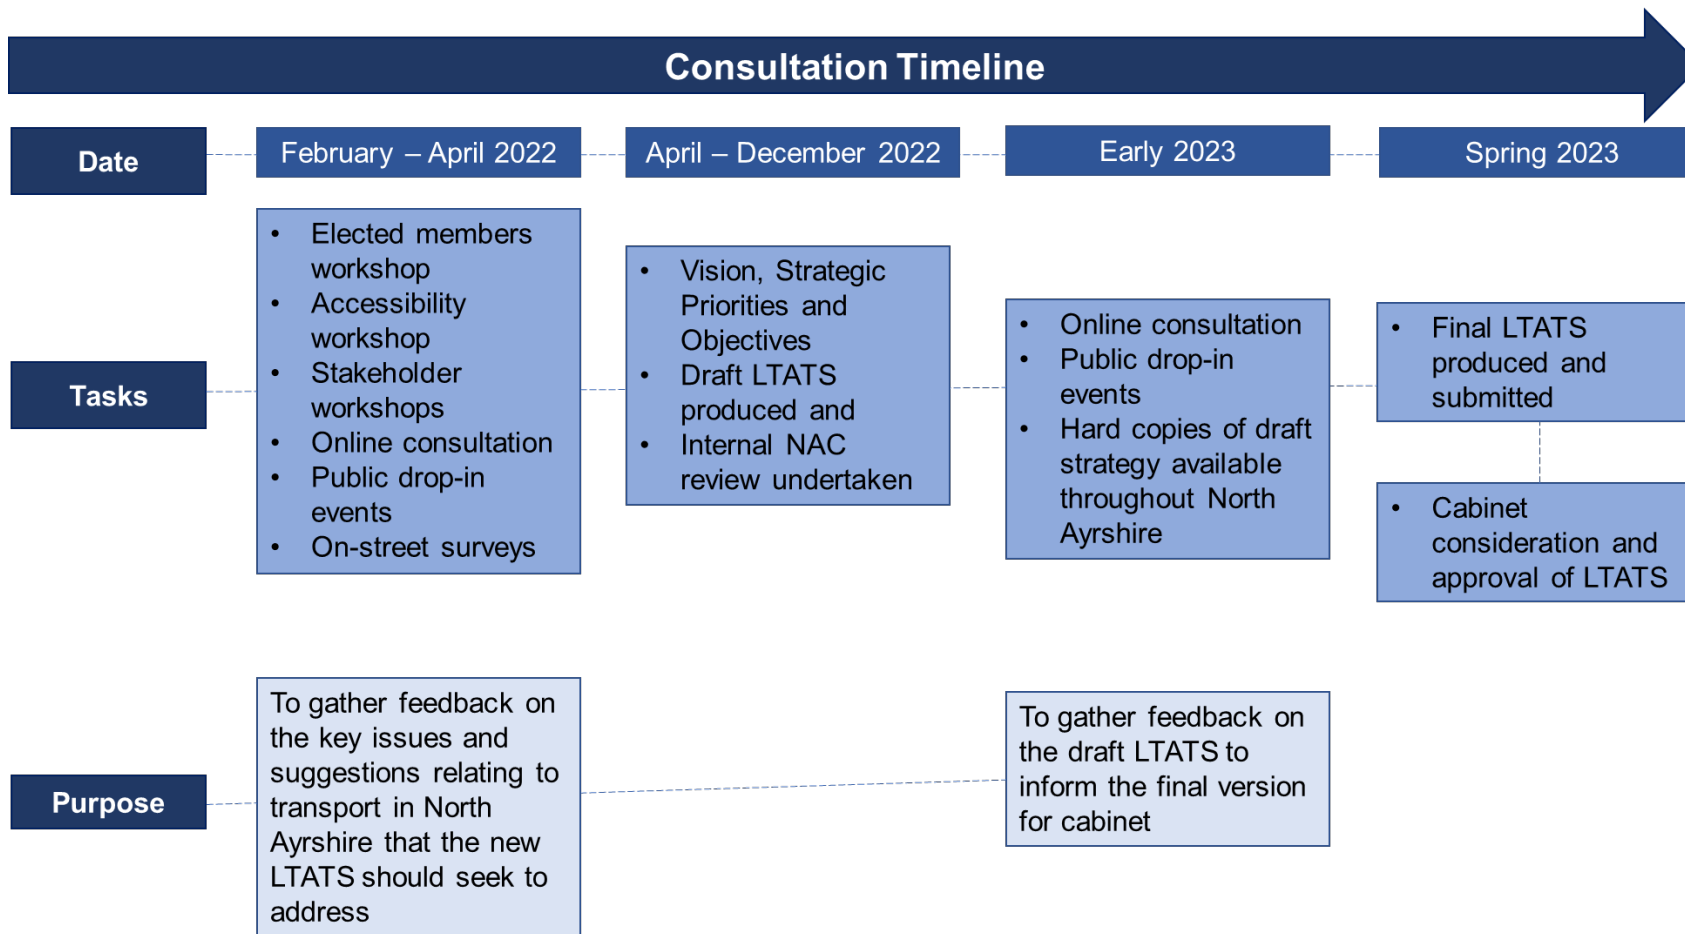 Consultation Timeline
Date
February – April 2022
April – December 2022
Early 2023
Spring 2023
Tasks
• Elected members
workshop
• Accessibility
workshop
• Stakeholder
workshops
• Online consultation
• Public drop-in
events
• On-street surveys
• Vision, Strategic
Priorities and
Objectives
• Draft LTATS
produced and
• Internal NAC
review undertaken
• Online consultation
• Public drop-in
events
• Hard copies of draft
strategy available
throughout North
Ayrshire
• Final LTATS
produced and
submitted
• Cabinet
consideration and
approval of LTATS
Purpose
To gather feedback on
the key issues and
suggestions relating to
transport in North
Ayrshire that the new
LTATS should seek to
address
To gather feedback on
the draft LTATS to
inform the final version
for cabinet